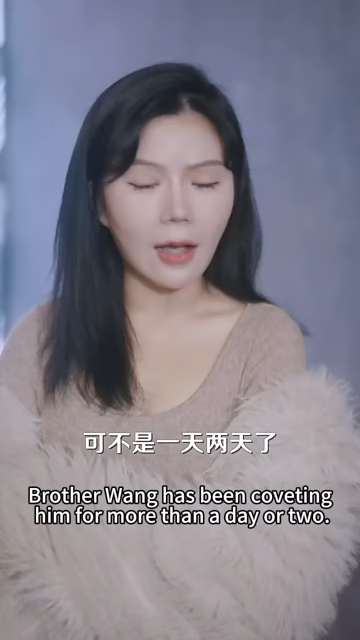 可不是一天两天了
Brother Wang has been coveting
him for more than a day or two.